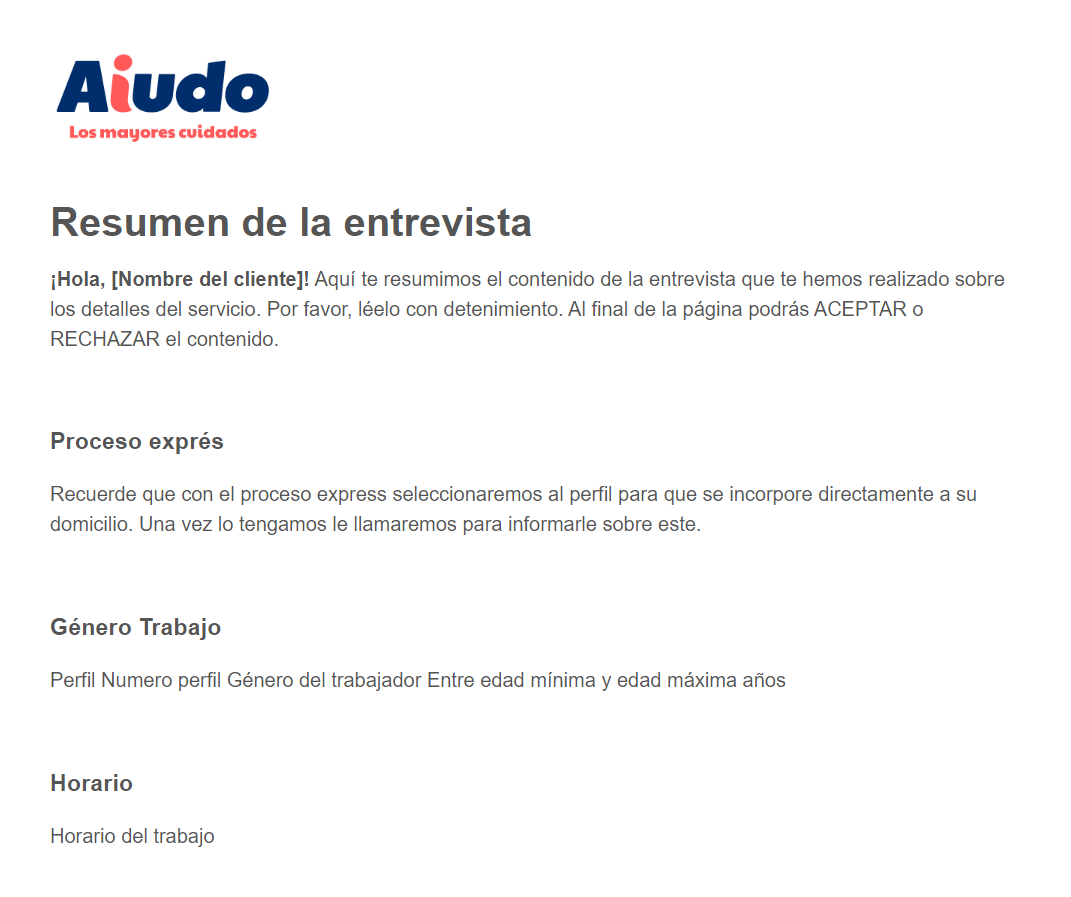 Aiudo
Los mayores cuidados
Resumen de la entrevista
¡Hola, [Nombre del cliente]! Aquí te resumimos el contenido de la entrevista que te hemos realizado sobre
los detalles del servicio. Por favor, léelo con detenimiento. Al final de la página podrás ACEPTAR o
RECHAZAR el contenido.
Proceso exprés
Recuerde que con el proceso express seleccionaremos al perfil para que se incorpore directamente a su
domicilio. Una vez lo tengamos le llamaremos para informarle sobre este.
Género Trabajo
Perfil Numero perfil Género del trabajador Entre edad mínima y edad máxima años
Horario
Horario del trabajo